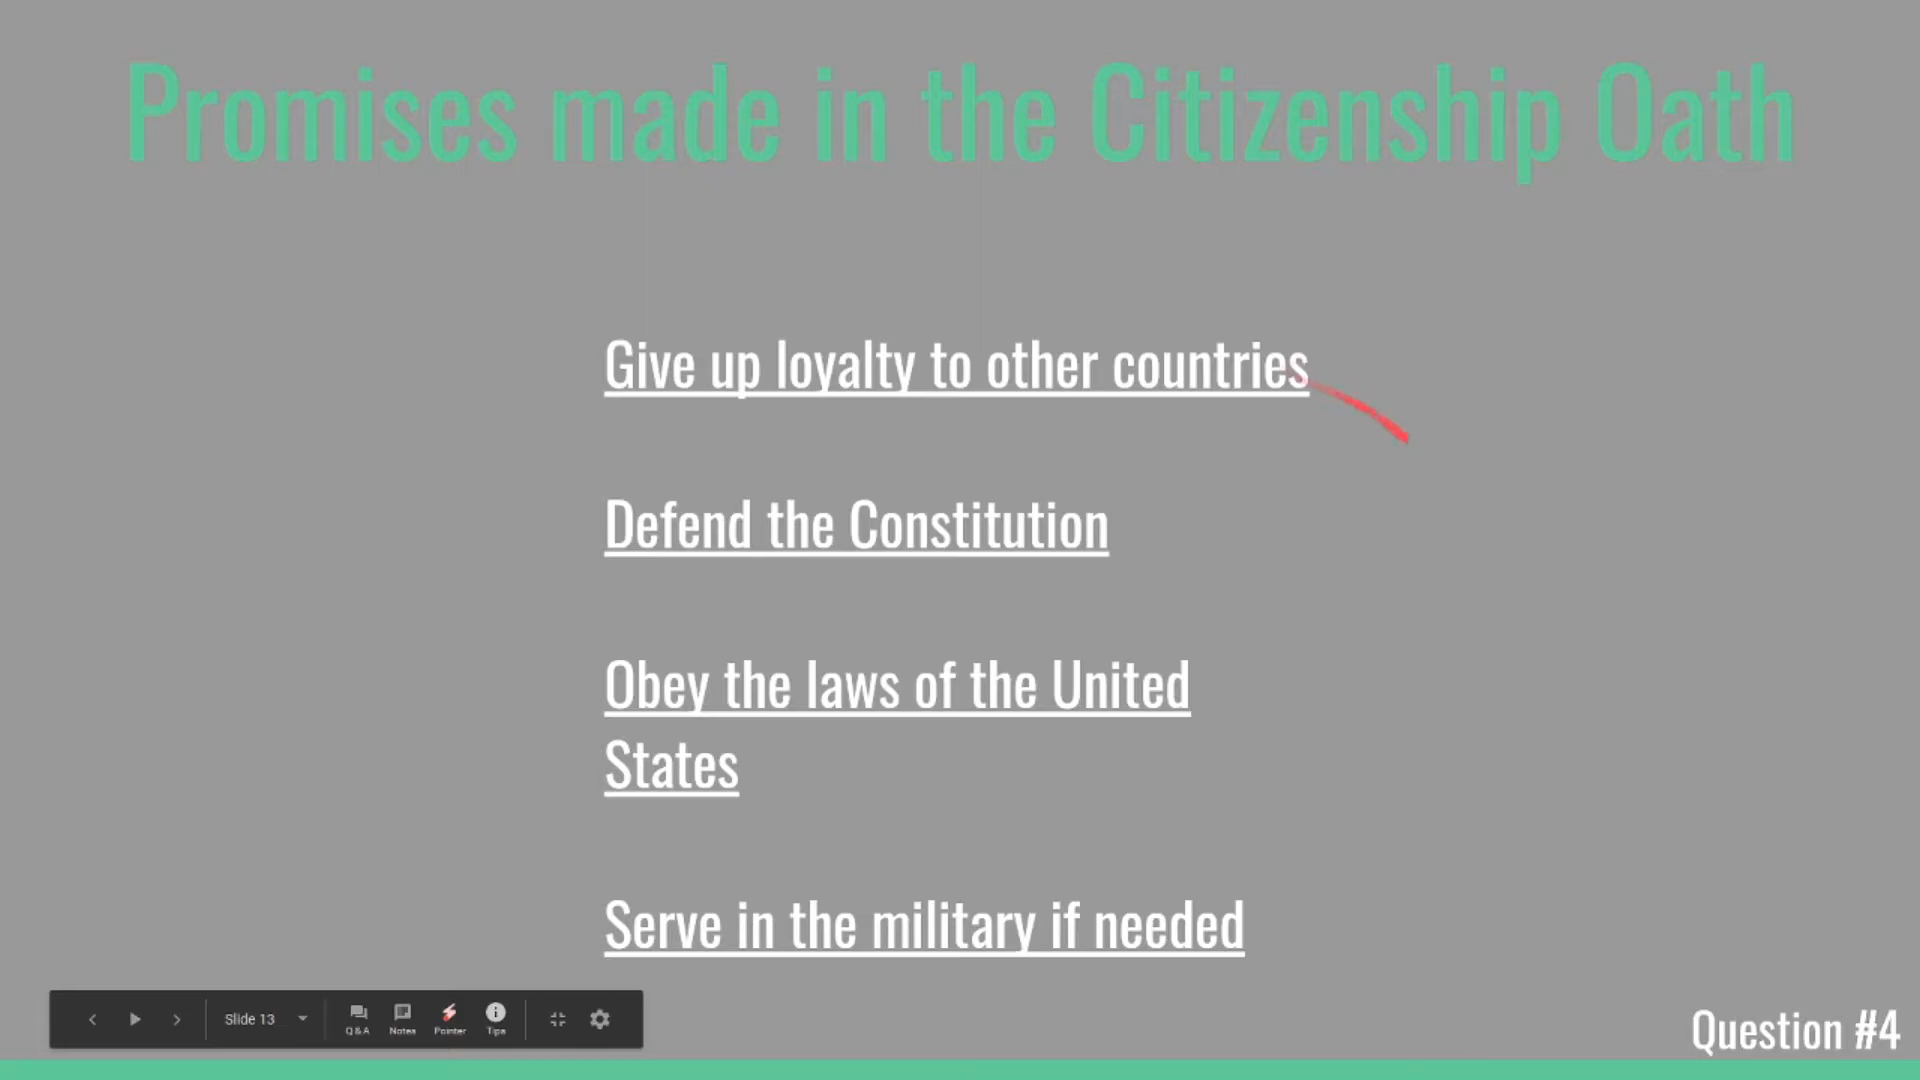 Promises made in the Citizenship Oath
Give up loyalty to other countries
Defend the Constitution
Obey the laws of the United
States
Serve in the military if needed
Slide 13
Q&A
Notes
Pointer
Tips
Question #4